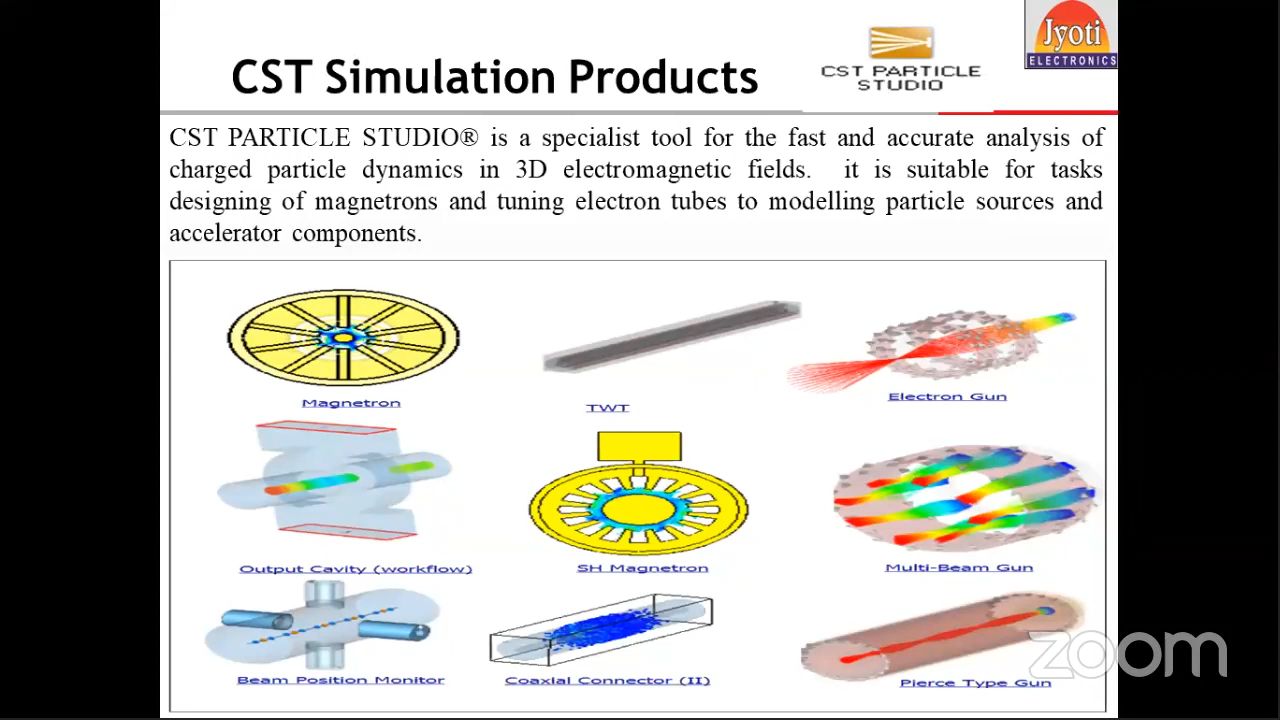 CST Simulation Products
CST PARTICLE
STUDIO
Jyoti
ELECTRONICS
CST PARTICLE STUDIO® is a specialist tool for the fast and accurate analysis of
charged particle dynamics in 3D electromagnetic fields. it is suitable for tasks
designing of magnetrons and tuning electron tubes to modelling particle sources and
accelerator components.
Magnetron
TWT
Electron Gun
Output Cavity (workflow)
SH Magnetron
Multi-Beam Gun
Beam Position Monitor
Coaxial Connector (II)
Pierce Type Gun
zoom